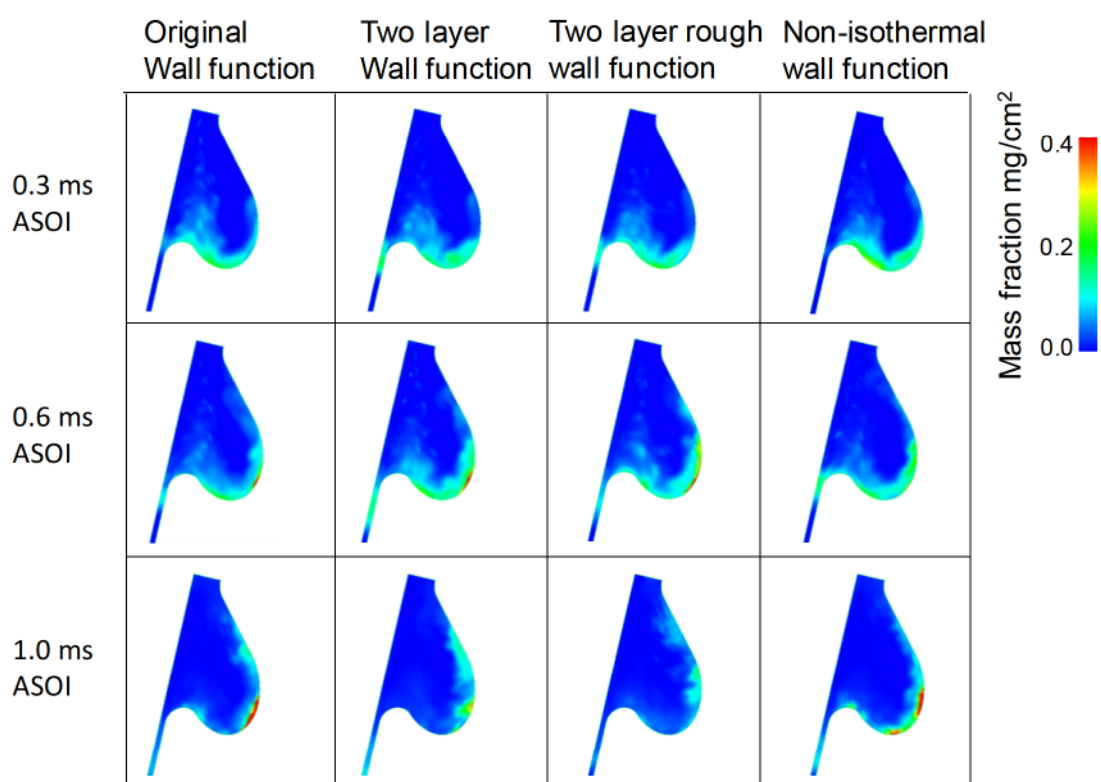 Original
Wall function
Two layer
Wall function
Two layer rough
wall function
Non-isothermal
wall function
0.3 ms
ASOI
0.6 ms
ASOI
1.0 ms
ASOI
Mass fraction mg/cm²
0.4
0.2
0.0